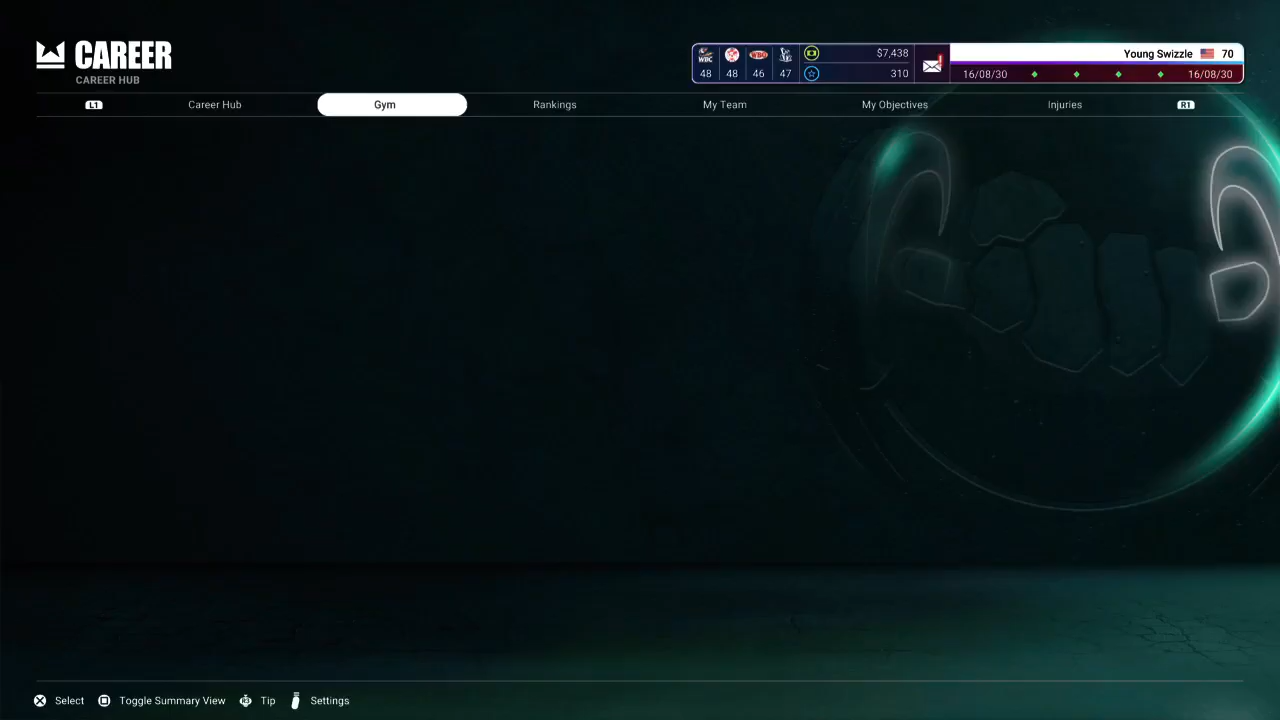 CAREER
CAREER HUB
WBC
WBO
48 48 46 47
$7,438
310
Young Swizzle 70
16/08/30 16/08/30
L1 Career Hub Gym Rankings My Team My Objectives Injuries R1
Select Toggle Summary View Tip Settings